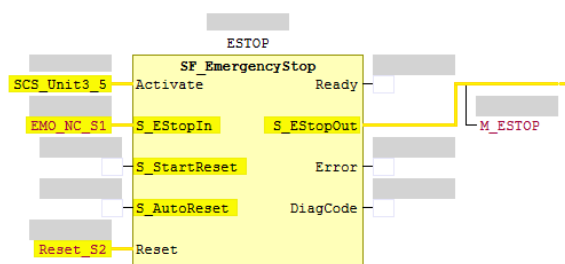 ESTOP
SF_EmergencyStop
SCS_Unit3_5 Activate Ready
EMO_NC_S1 S_EStopIn S_EStopOut M_ESTOP
S_StartReset Error
S_AutoReset DiagCode
Reset_S2 Reset